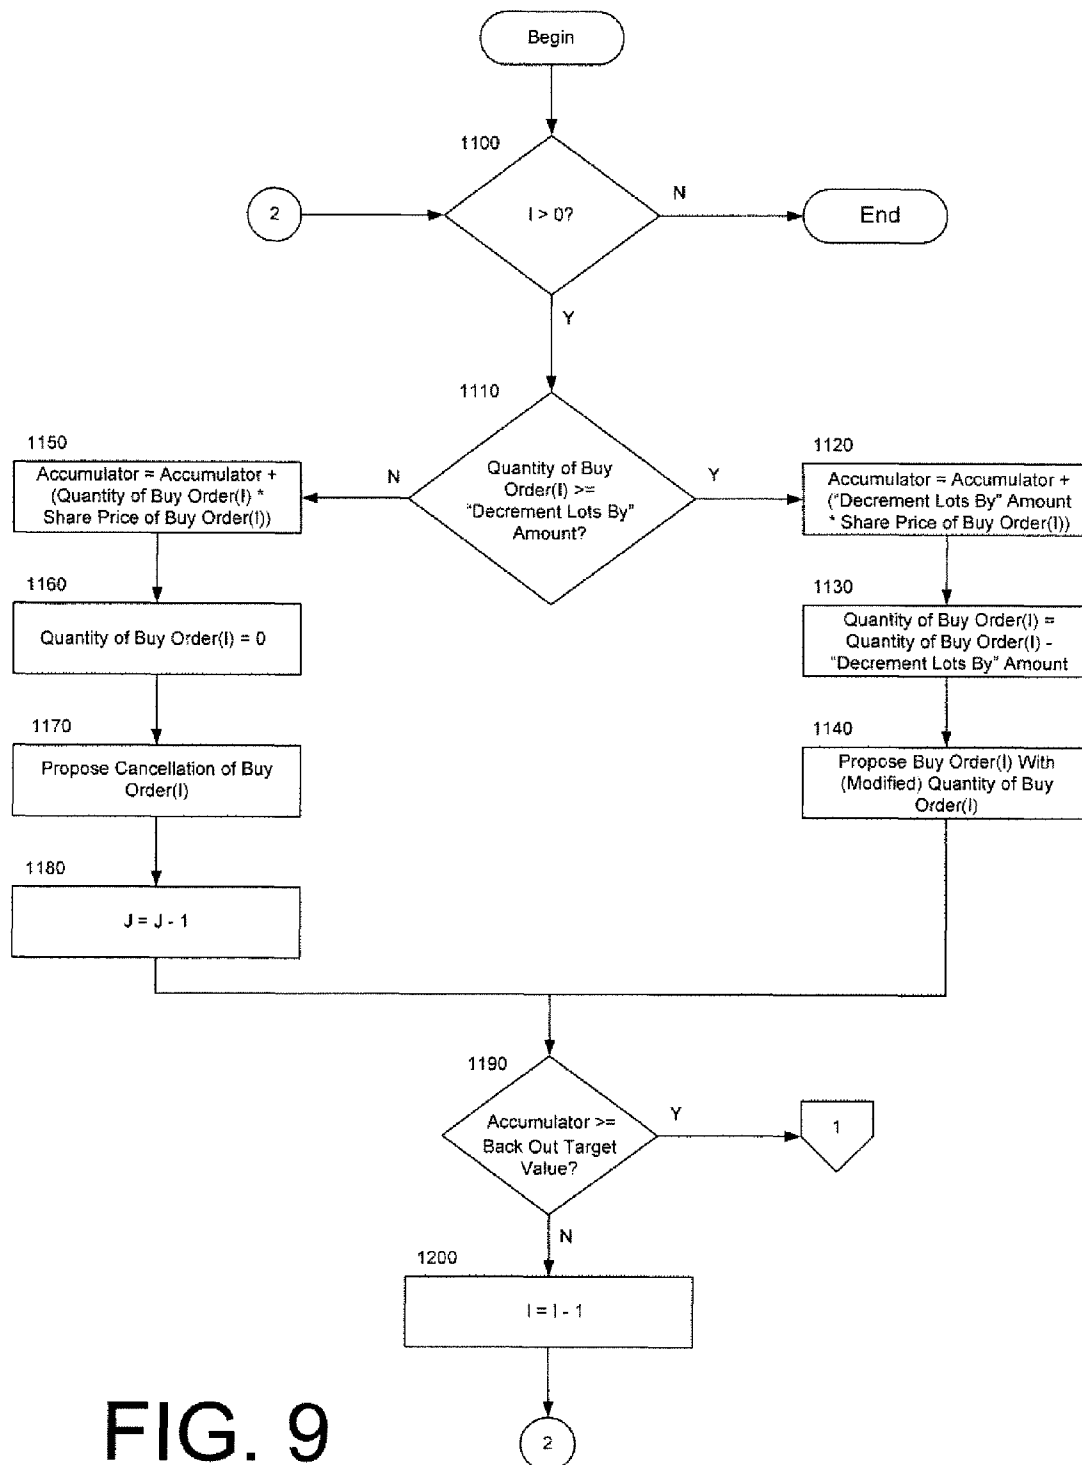 Begin
1100
2
I > 0?
N
End
Y
1110
1150
1120
Accumulator = Accumulator +
(Quantity of Buy Order(I) *
Share Price of Buy Order(I))
N
Quantity of Buy
Order(I) >=
"Decrement Lots By"
Amount?
Y
Accumulator = Accumulator +
("Decrement Lots By" Amount
* Share Price of Buy Order(I))
1160
1130
Quantity of Buy Order(I) = 0
Quantity of Buy Order(I) =
Quantity of Buy Order(I) -
"Decrement Lots By" Amount
1170
1140
Propose Cancellation of Buy
Order(I)
Propose Buy Order(I) With
(Modified) Quantity of Buy
Order(I)
1180
J = J - 1
1190
Accumulator >=
Back Out Target
Value?
Y
1
N
1200
I = I - 1
2
FIG. 9